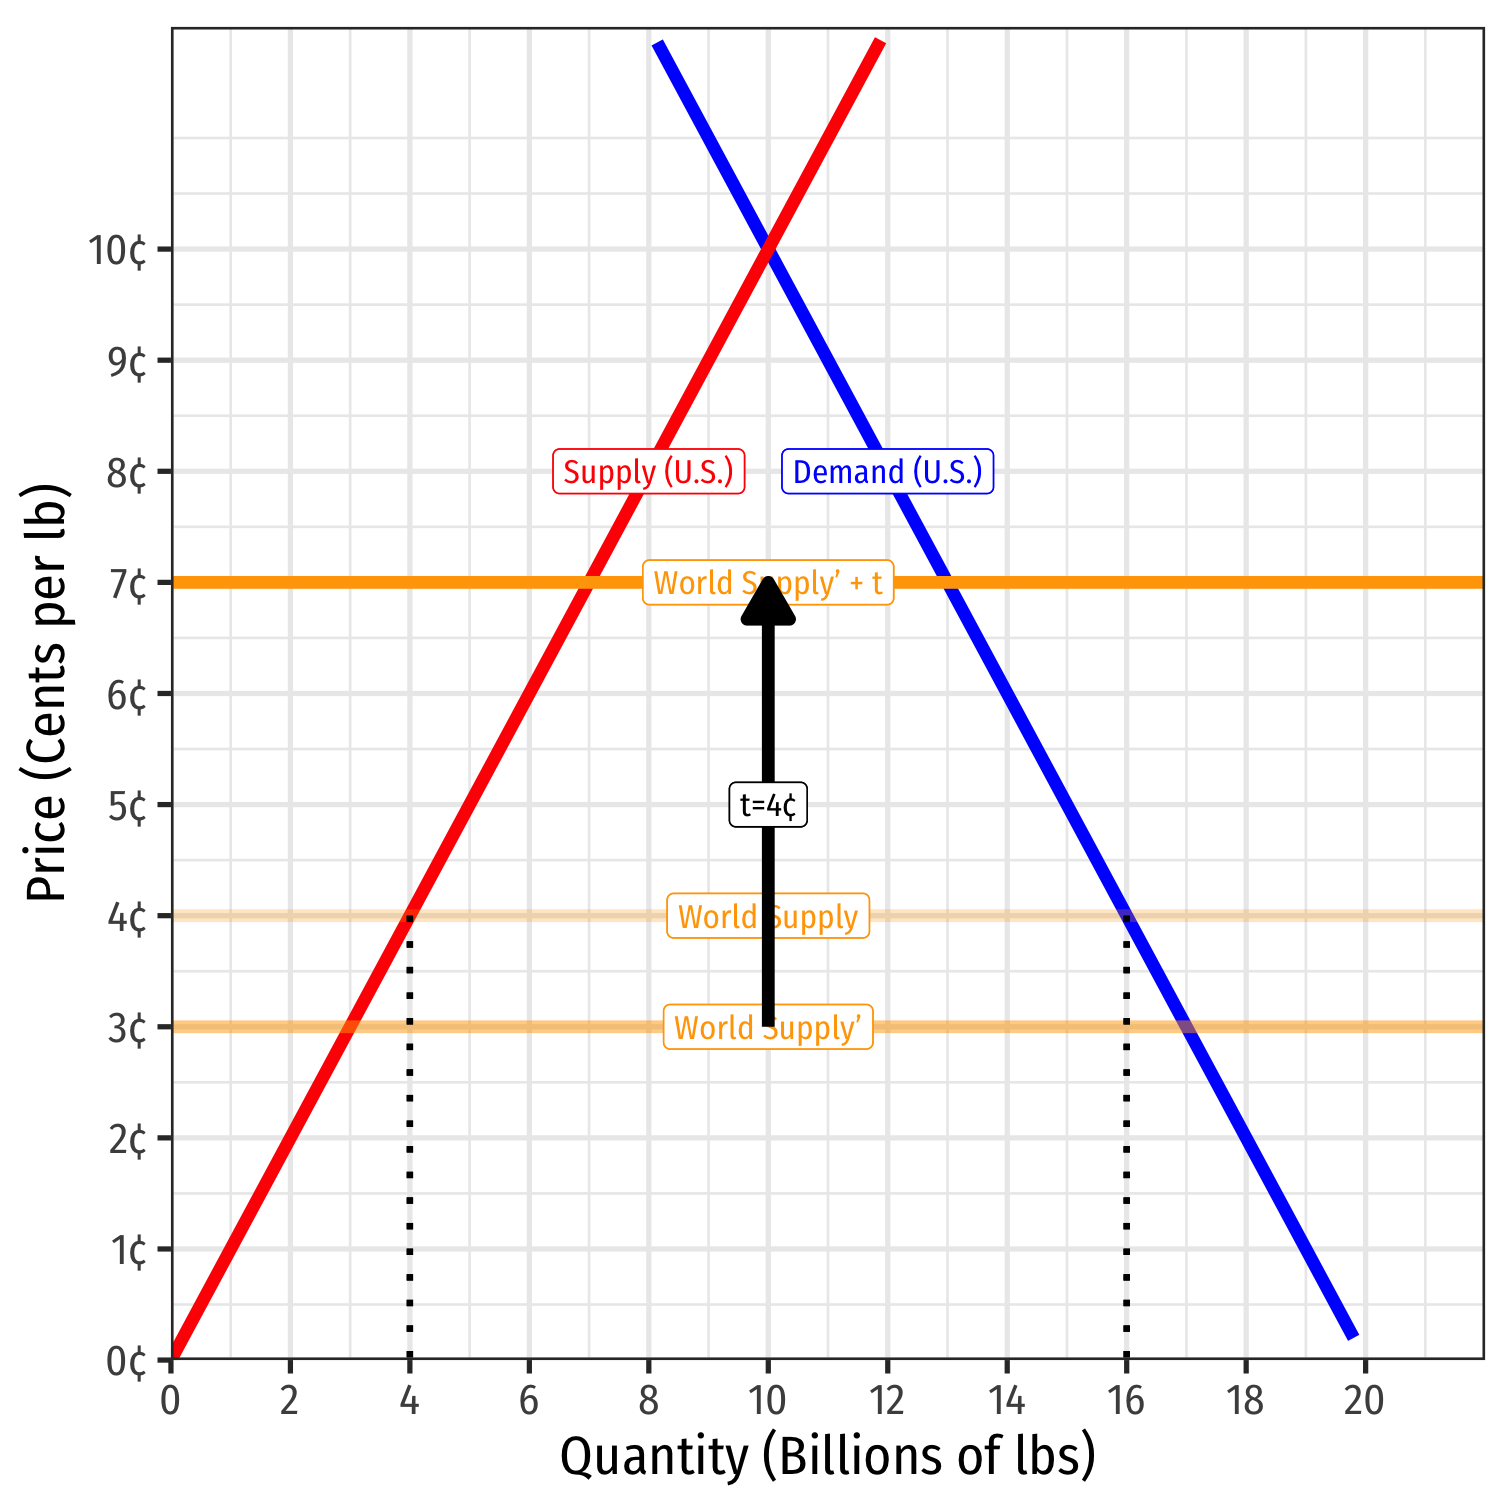 Price (Cents per lb)
10¢
9¢
8¢
7¢
6¢
5¢
4¢
3¢
2¢
1¢
0¢
Supply (U.S.)
Demand (U.S.)
World Supply’ + t
t=4¢
World Supply
World Supply’
0 2 4 6 8 10 12 14 16 18 20
Quantity (Billions of lbs)